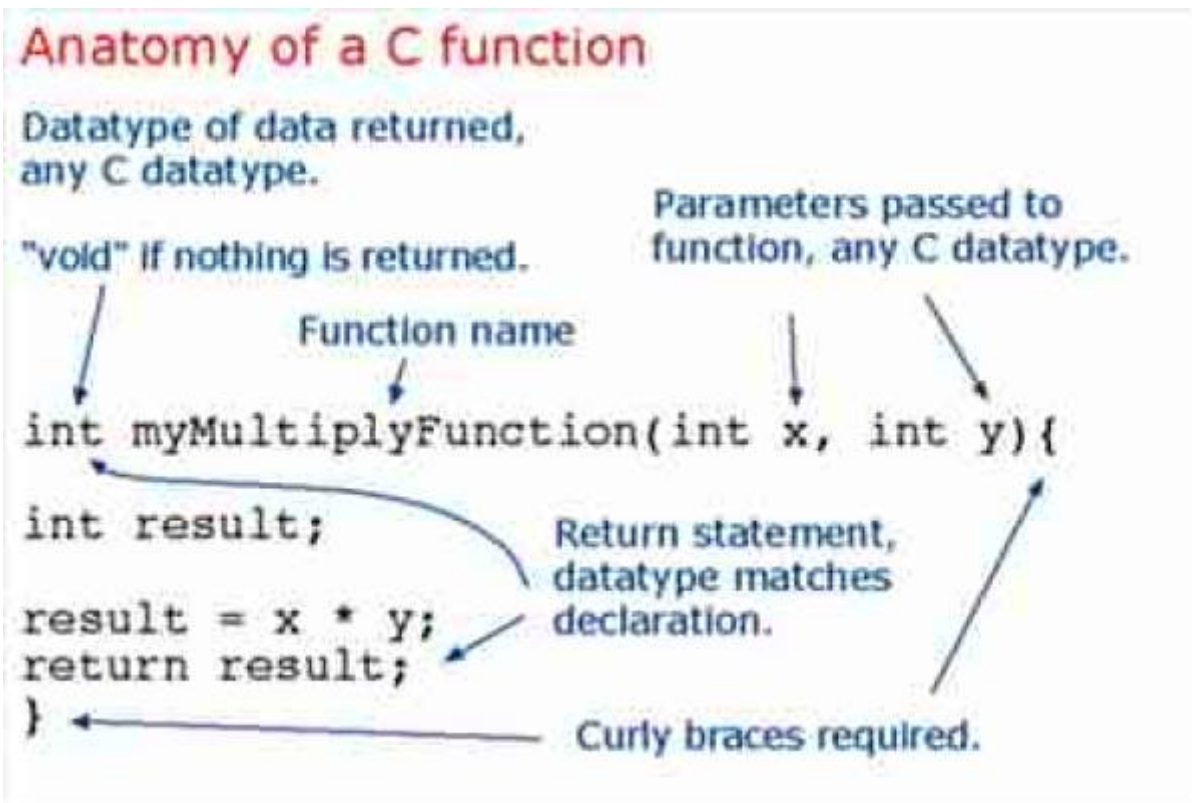 Anatomy of a C function
Datatype of data returned,
any C datatype.
"void" if nothing is returned.
Parameters passed to
function, any C datatype.
Function name
int myMultiplyFunction(int x, int y){
int result;
Return statement,
datatype matches
declaration.
result = x * y;
return result;
}
Curly braces required.